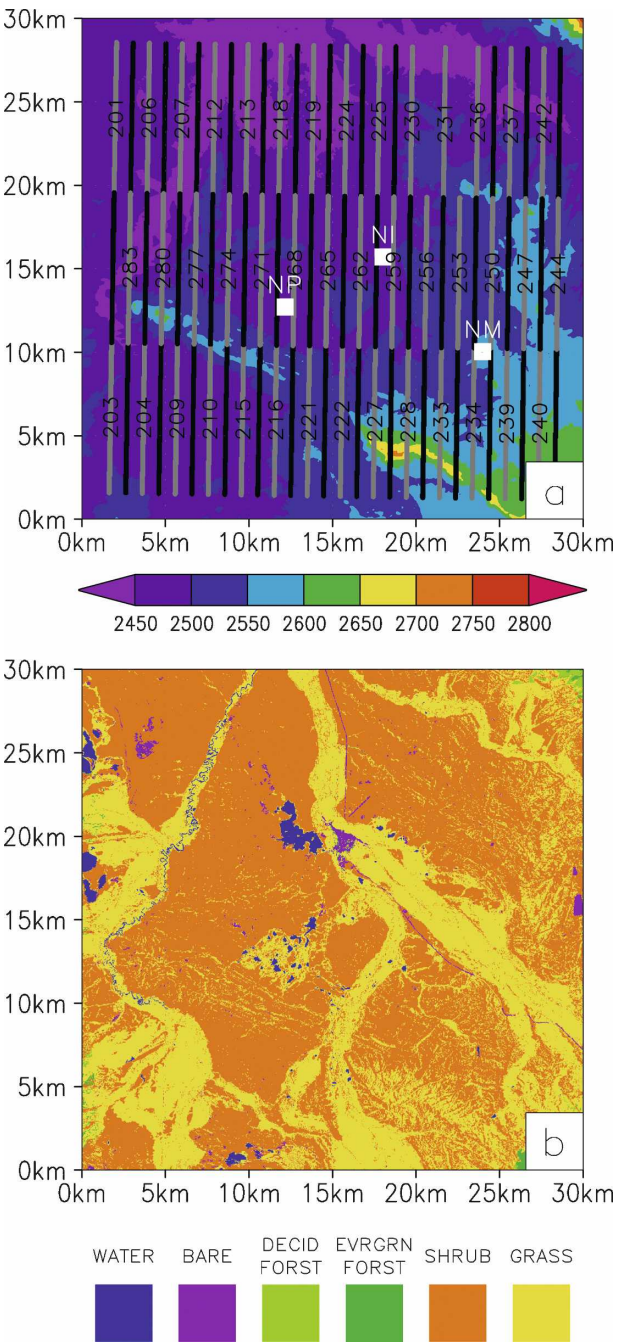 30km
25km
20km
15km
10km
5km
0km
201 206 207 212 213 218 219 224 225 230 231 236 237 242
283 280 277 274 271 268 265 262 259 256 253 250 247 244
203 204 209 210 215 216 221 222 227 228 233 234 239 240
NI
NP
NM
a
0km 5km 10km 15km 20km 25km 30km
2450 2500 2550 2600 2650 2700 2750 2800
30km
25km
20km
15km
10km
5km
0km
b
0km 5km 10km 15km 20km 25km 30km
WATER BARE DECID FORST EVRGRN FORST SHRUB GRASS